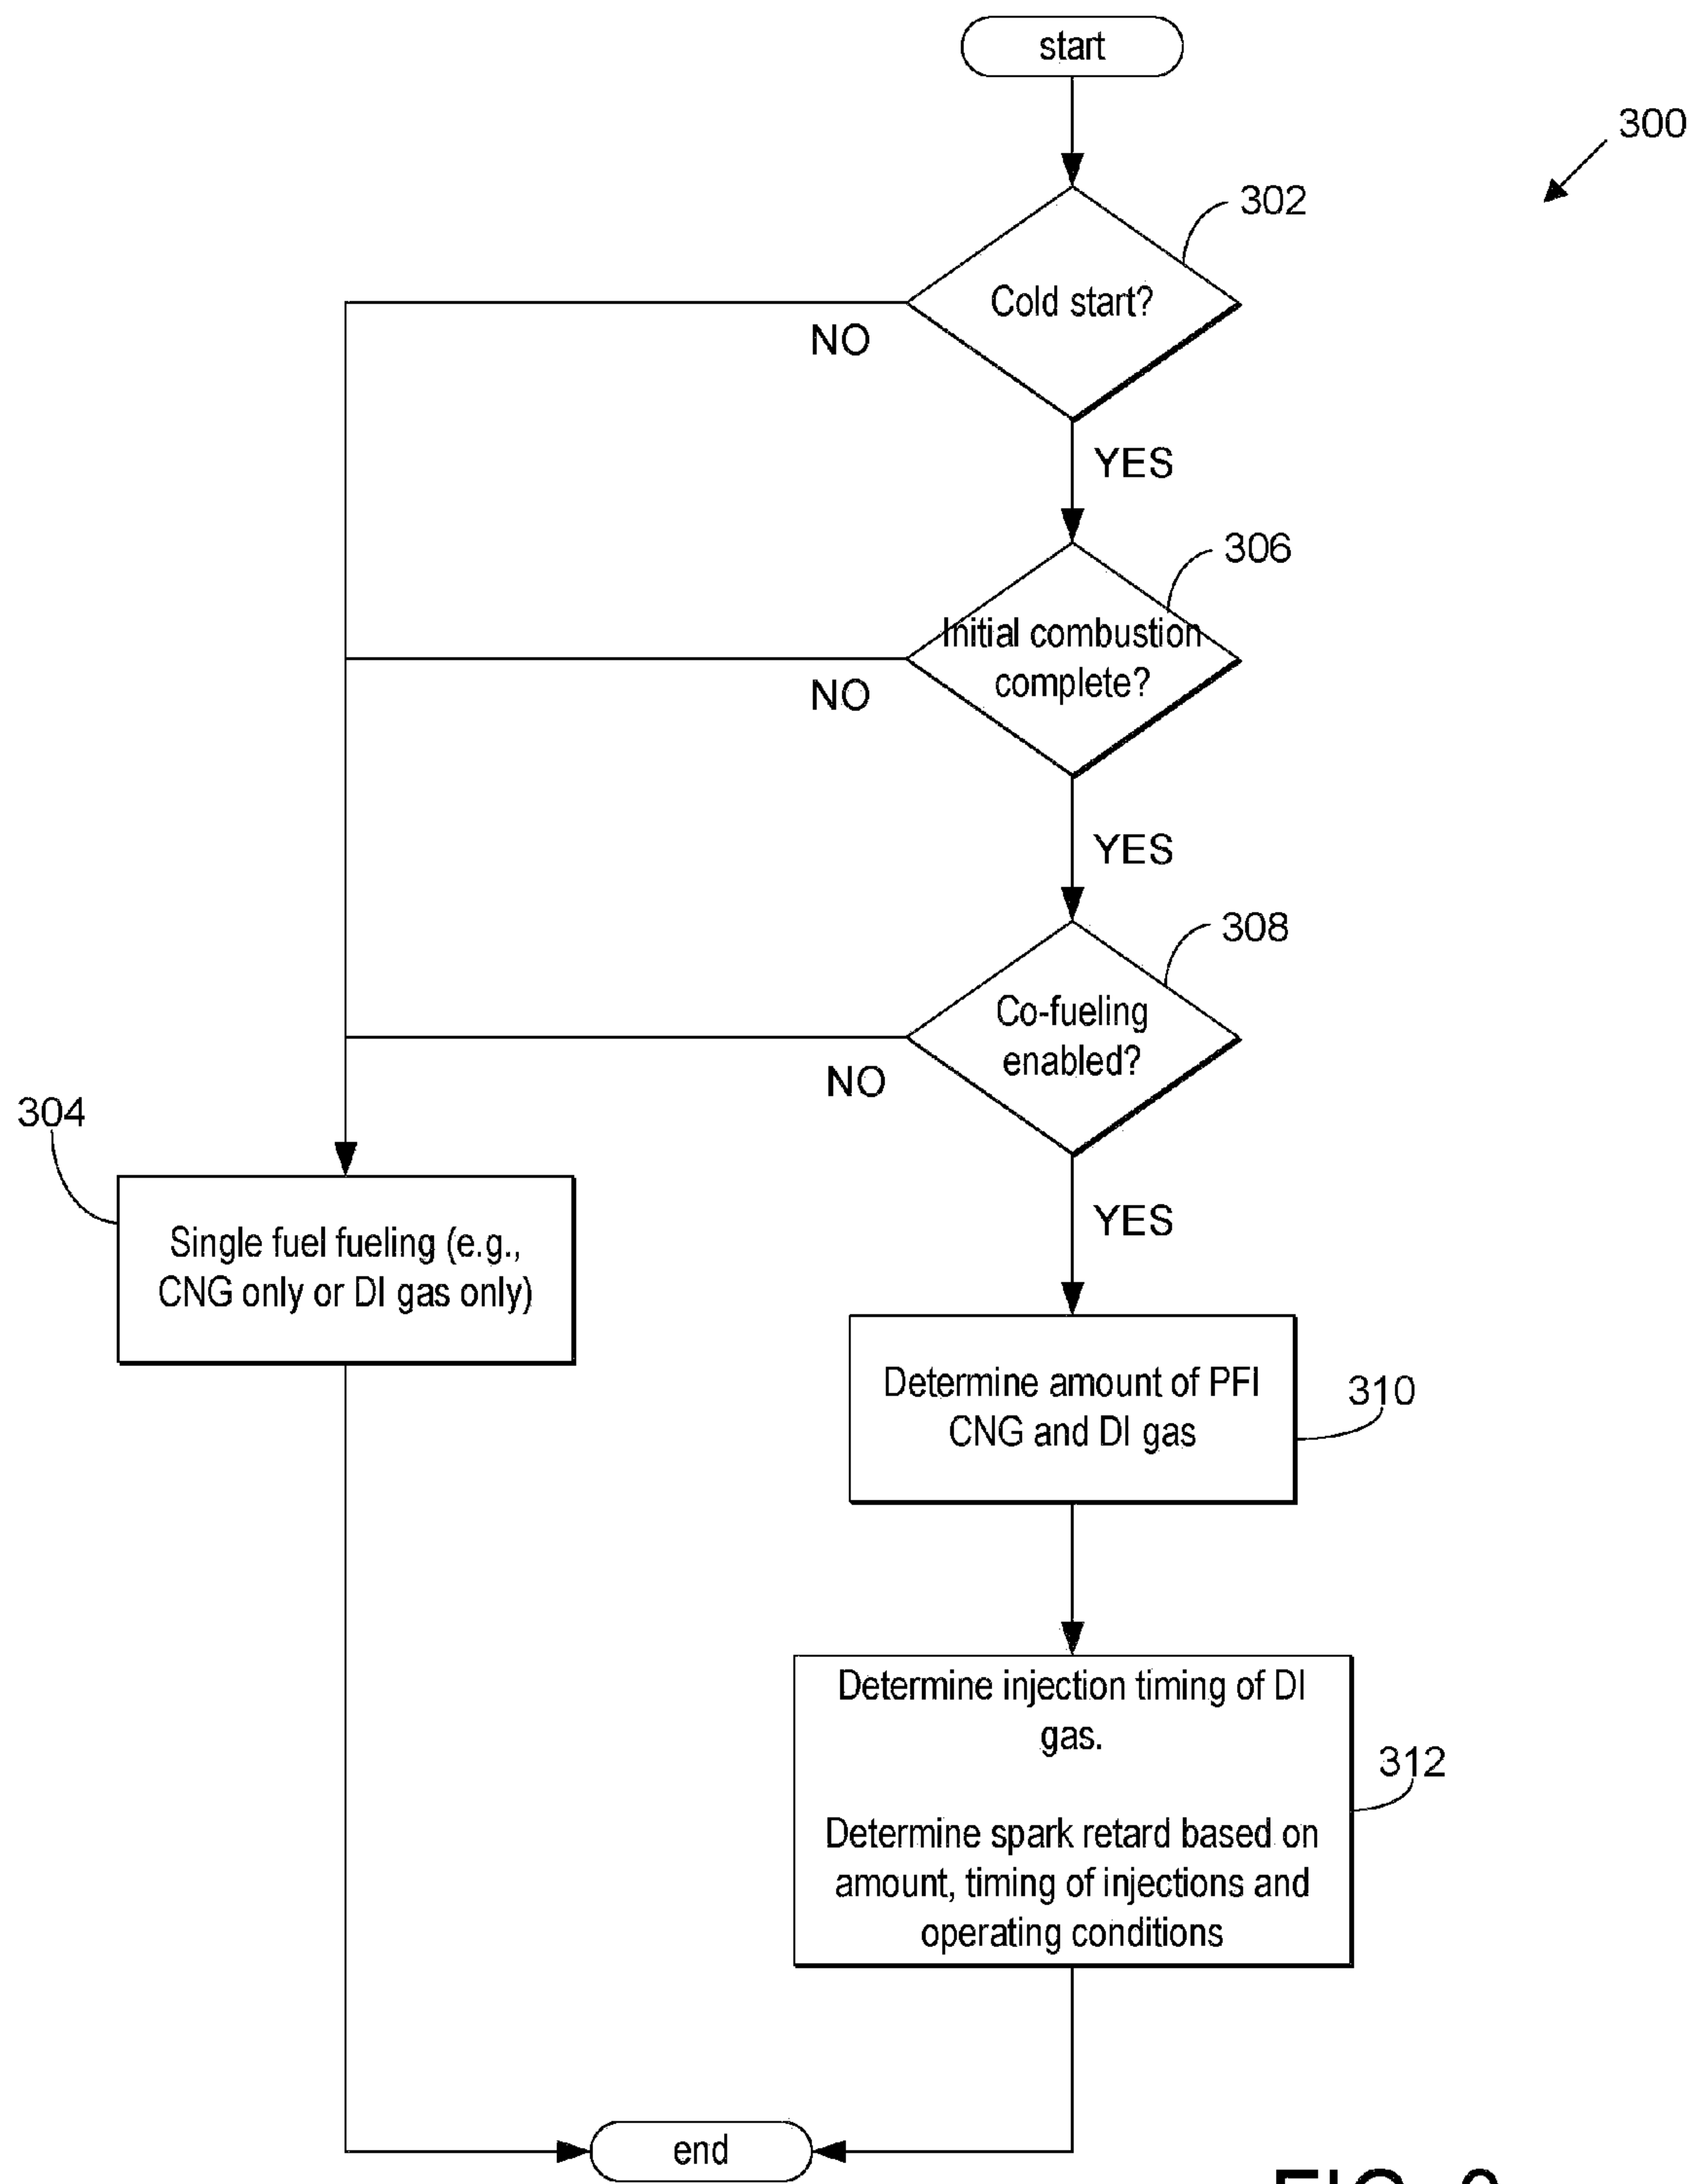 start
300
302
Cold start?
NO
YES
306
Initial combustion
complete?
NO
YES
308
Co-fueling
enabled?
NO
304
YES
Single fuel fueling (e.g.,
CNG only or DI gas only)
Determine amount of PFI
CNG and DI gas
310
Determine injection timing of DI
gas.
312
Determine spark retard based on
amount, timing of injections and
operating conditions
end
FIG.